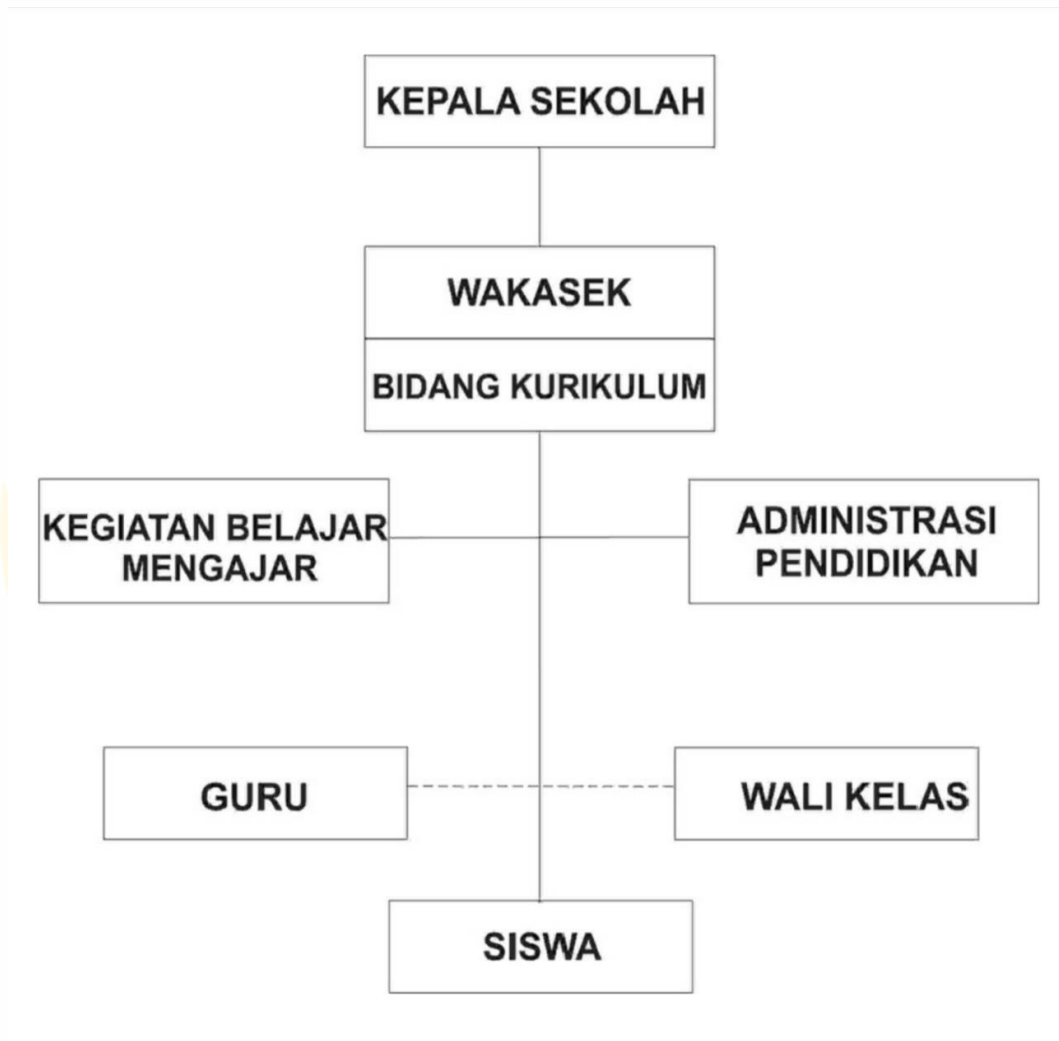 KEPALA SEKOLAH
WAKASEK
BIDANG KURIKULUM
KEGIATAN BELAJAR
MENGAJAR
ADMINISTRASI
PENDIDIKAN
GURU
WALI KELAS
SISWA